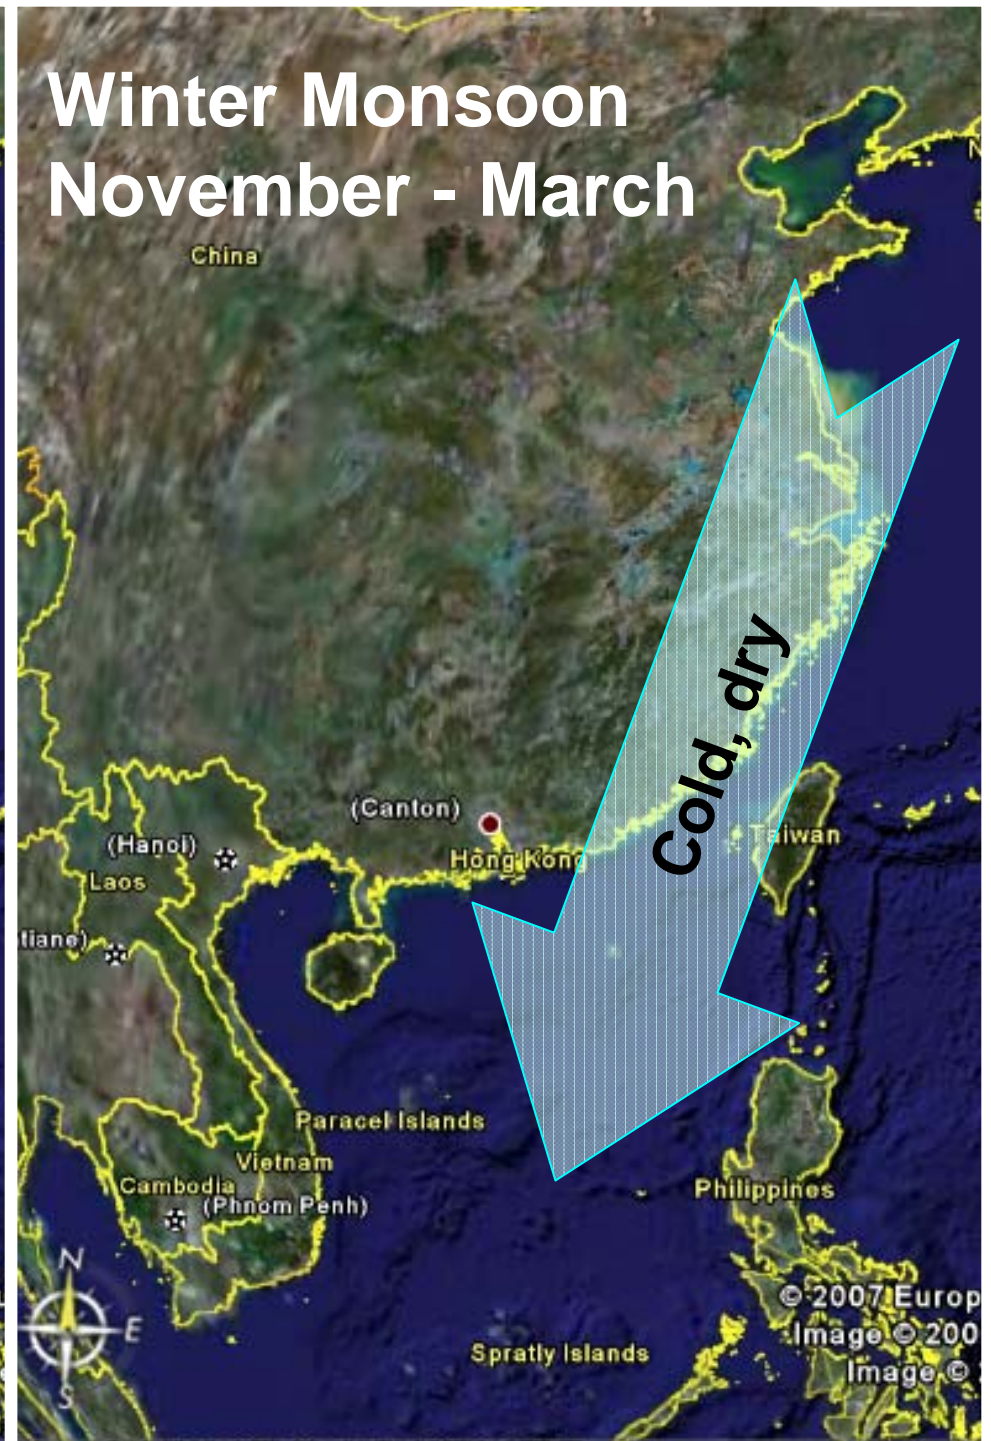 Winter Monsoon
November - March
China
Cold, dry
(Canton)
(Hanoi)
Hong Kong
Taiwan
Laos
tiane)
Paracel Islands
Vietnam
Cambodia
(Phnom Penh)
Philippines
N
E
S
© 2007 Europ
Image © 200
Image ©
Spratly Islands